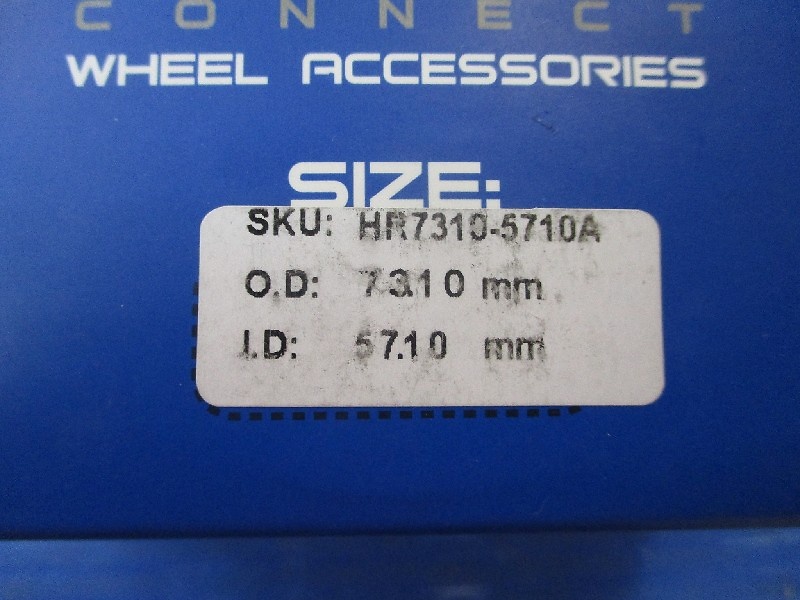 CONNECT
WHEEL ACCESSORIES
SIZE:
SKU: HR7310-5710A
O.D: 73.10 mm
I.D: 57.10 mm